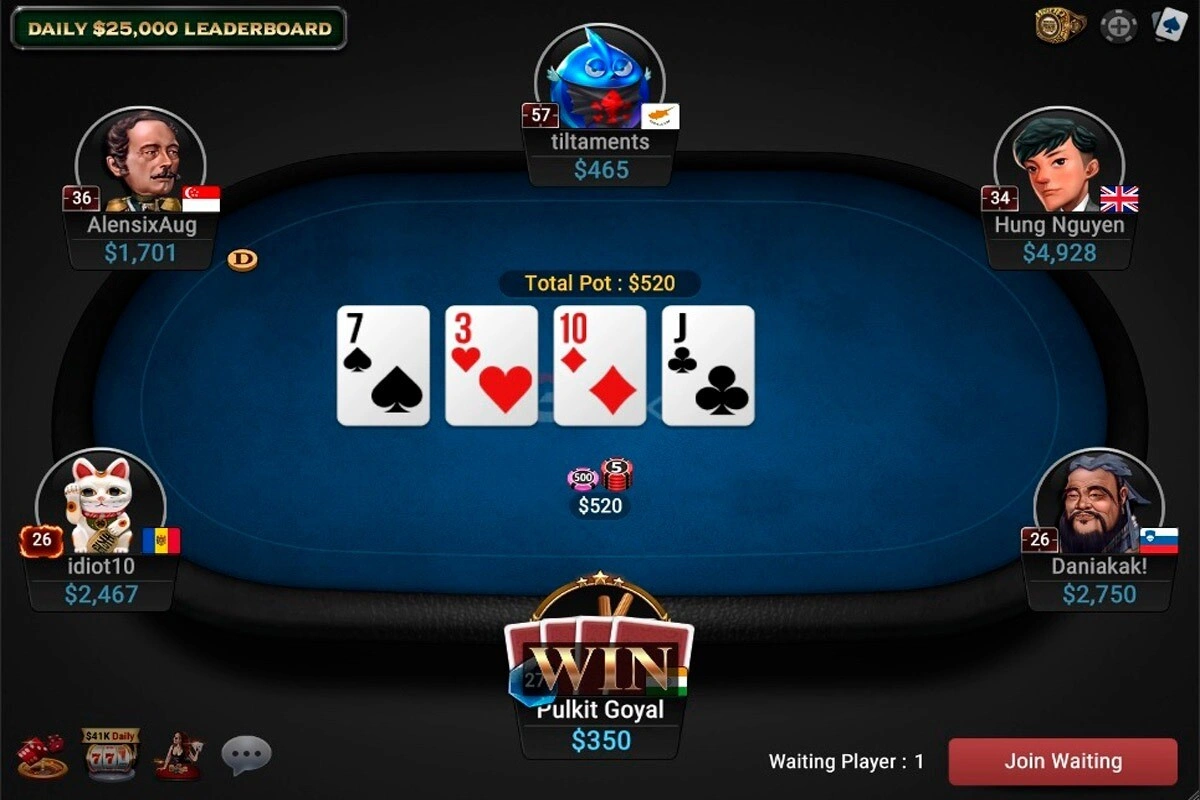 DAILY $25,000 LEADERBOARD
57
tiltaments
$465
36
AlensixAug
$1,701
34
Hung Nguyen
$4,928
D
Total Pot : $520
7
3
10
J
500
5
$520
26
idiot10
$2,467
26
Daniakak!
$2,750
WIN
27
Pulkit Goyal
$350
$41K Daily
777
Waiting Player : 1
Join Waiting